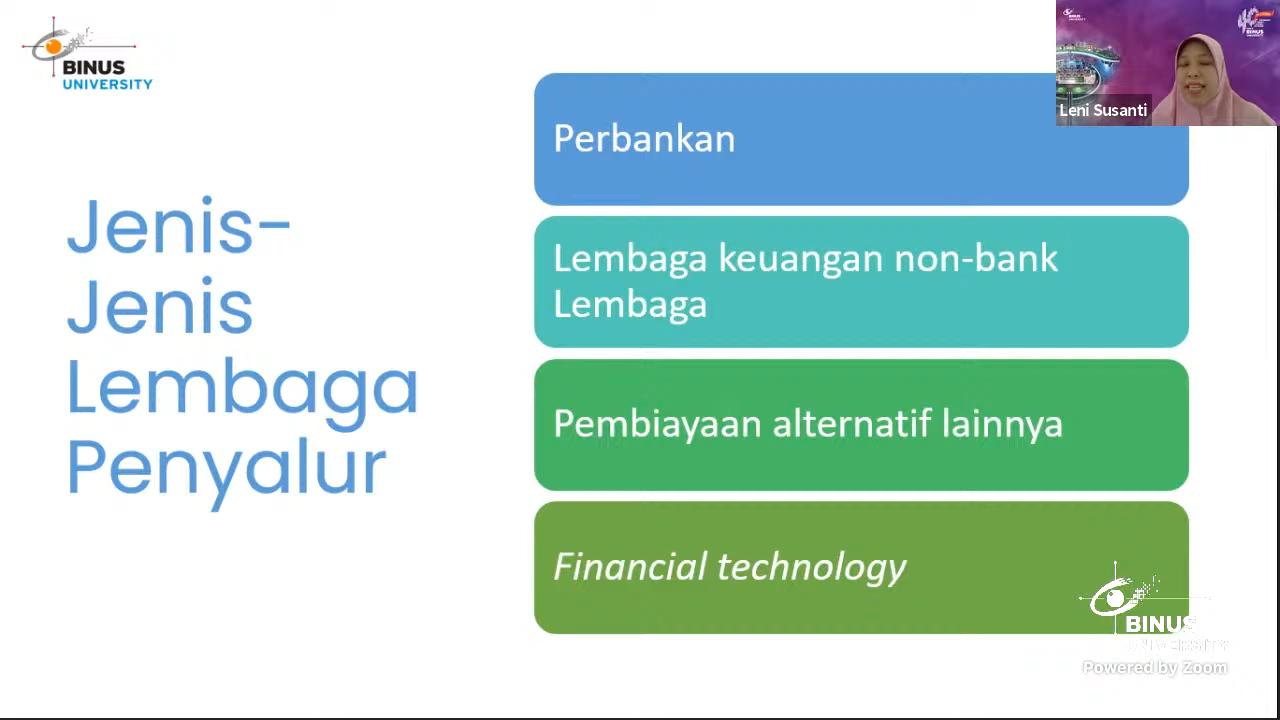 BINUS
UNIVERSITY
Jenis-
Jenis
Lembaga
Penyalur
Perbankan
Lembaga keuangan non-bank
Lembaga
Pembiayaan alternatif lainnya
Financial technology
Leni Susanti
BINUS
UNIVERSITY
Powered by Zoom